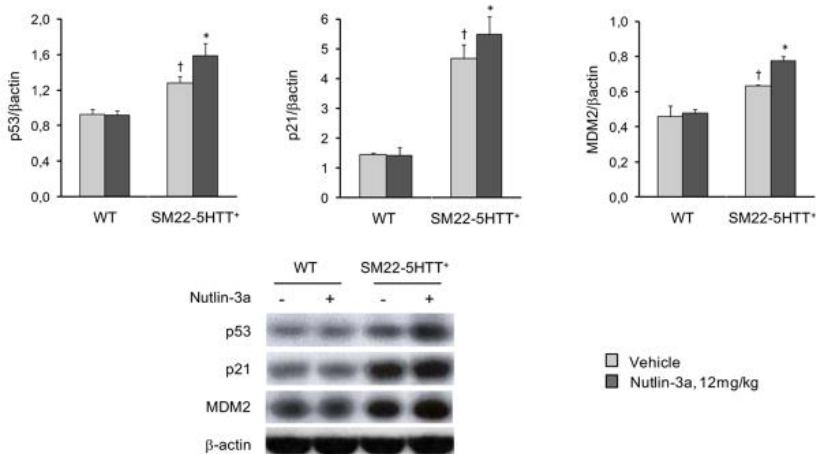 p53/βactin
2,0
1,6
1,2
0,8
0,4
0,0
†
*
WT
SM22-5HTT⁺
p21/βactin
6
5
4
3
2
1
0
†
*
WT
SM22-5HTT⁺
MDM2/βactin
1,0
0,8
0,6
0,4
0,2
0,0
†
*
WT
SM22-5HTT⁺
WT SM22-5HTT⁺
Nutlin-3a - + - +
p53
p21
MDM2
β-actin
Vehicle
Nutlin-3a, 12mg/kg